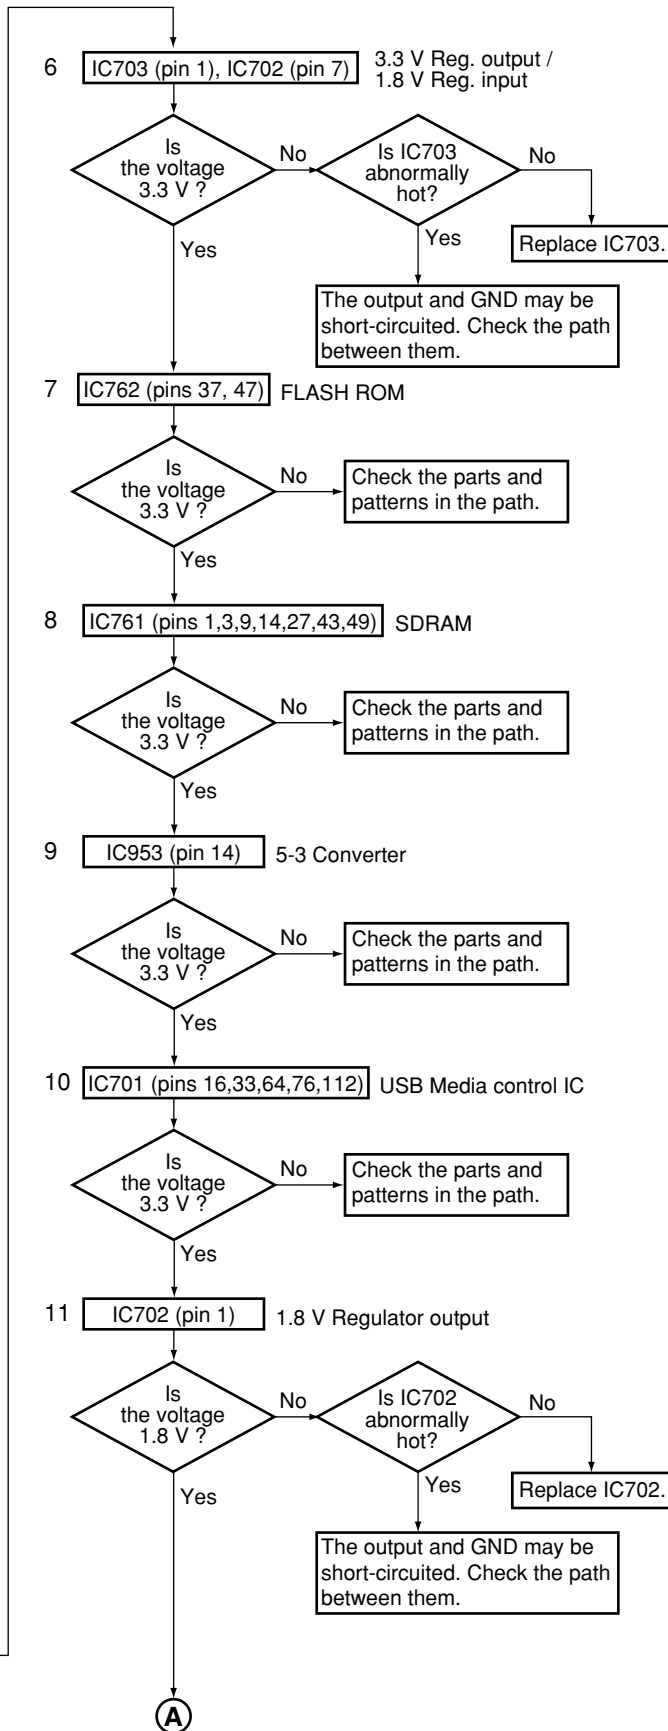 6 IC703 (pin 1), IC702 (pin 7) 3.3 V Reg. output /
1.8 V Reg. input
Is
the voltage
3.3 V ?
No
Is IC703
abnormally
hot?
No
Yes
Yes
Replace IC703.
The output and GND may be
short-circuited. Check the path
between them.
7 IC762 (pins 37, 47) FLASH ROM
Is
the voltage
3.3 V ?
No
Check the parts and
patterns in the path.
Yes
8 IC761 (pins 1,3,9,14,27,43,49) SDRAM
Is
the voltage
3.3 V ?
No
Check the parts and
patterns in the path.
Yes
9 IC953 (pin 14) 5-3 Converter
Is
the voltage
3.3 V ?
No
Check the parts and
patterns in the path.
Yes
10 IC701 (pins 16,33,64,76,112) USB Media control IC
Is
the voltage
3.3 V ?
No
Check the parts and
patterns in the path.
Yes
11 IC702 (pin 1) 1.8 V Regulator output
Is
the voltage
1.8 V ?
No
Is IC702
abnormally
hot?
No
Yes
Yes
Replace IC702.
The output and GND may be
short-circuited. Check the path
between them.
A